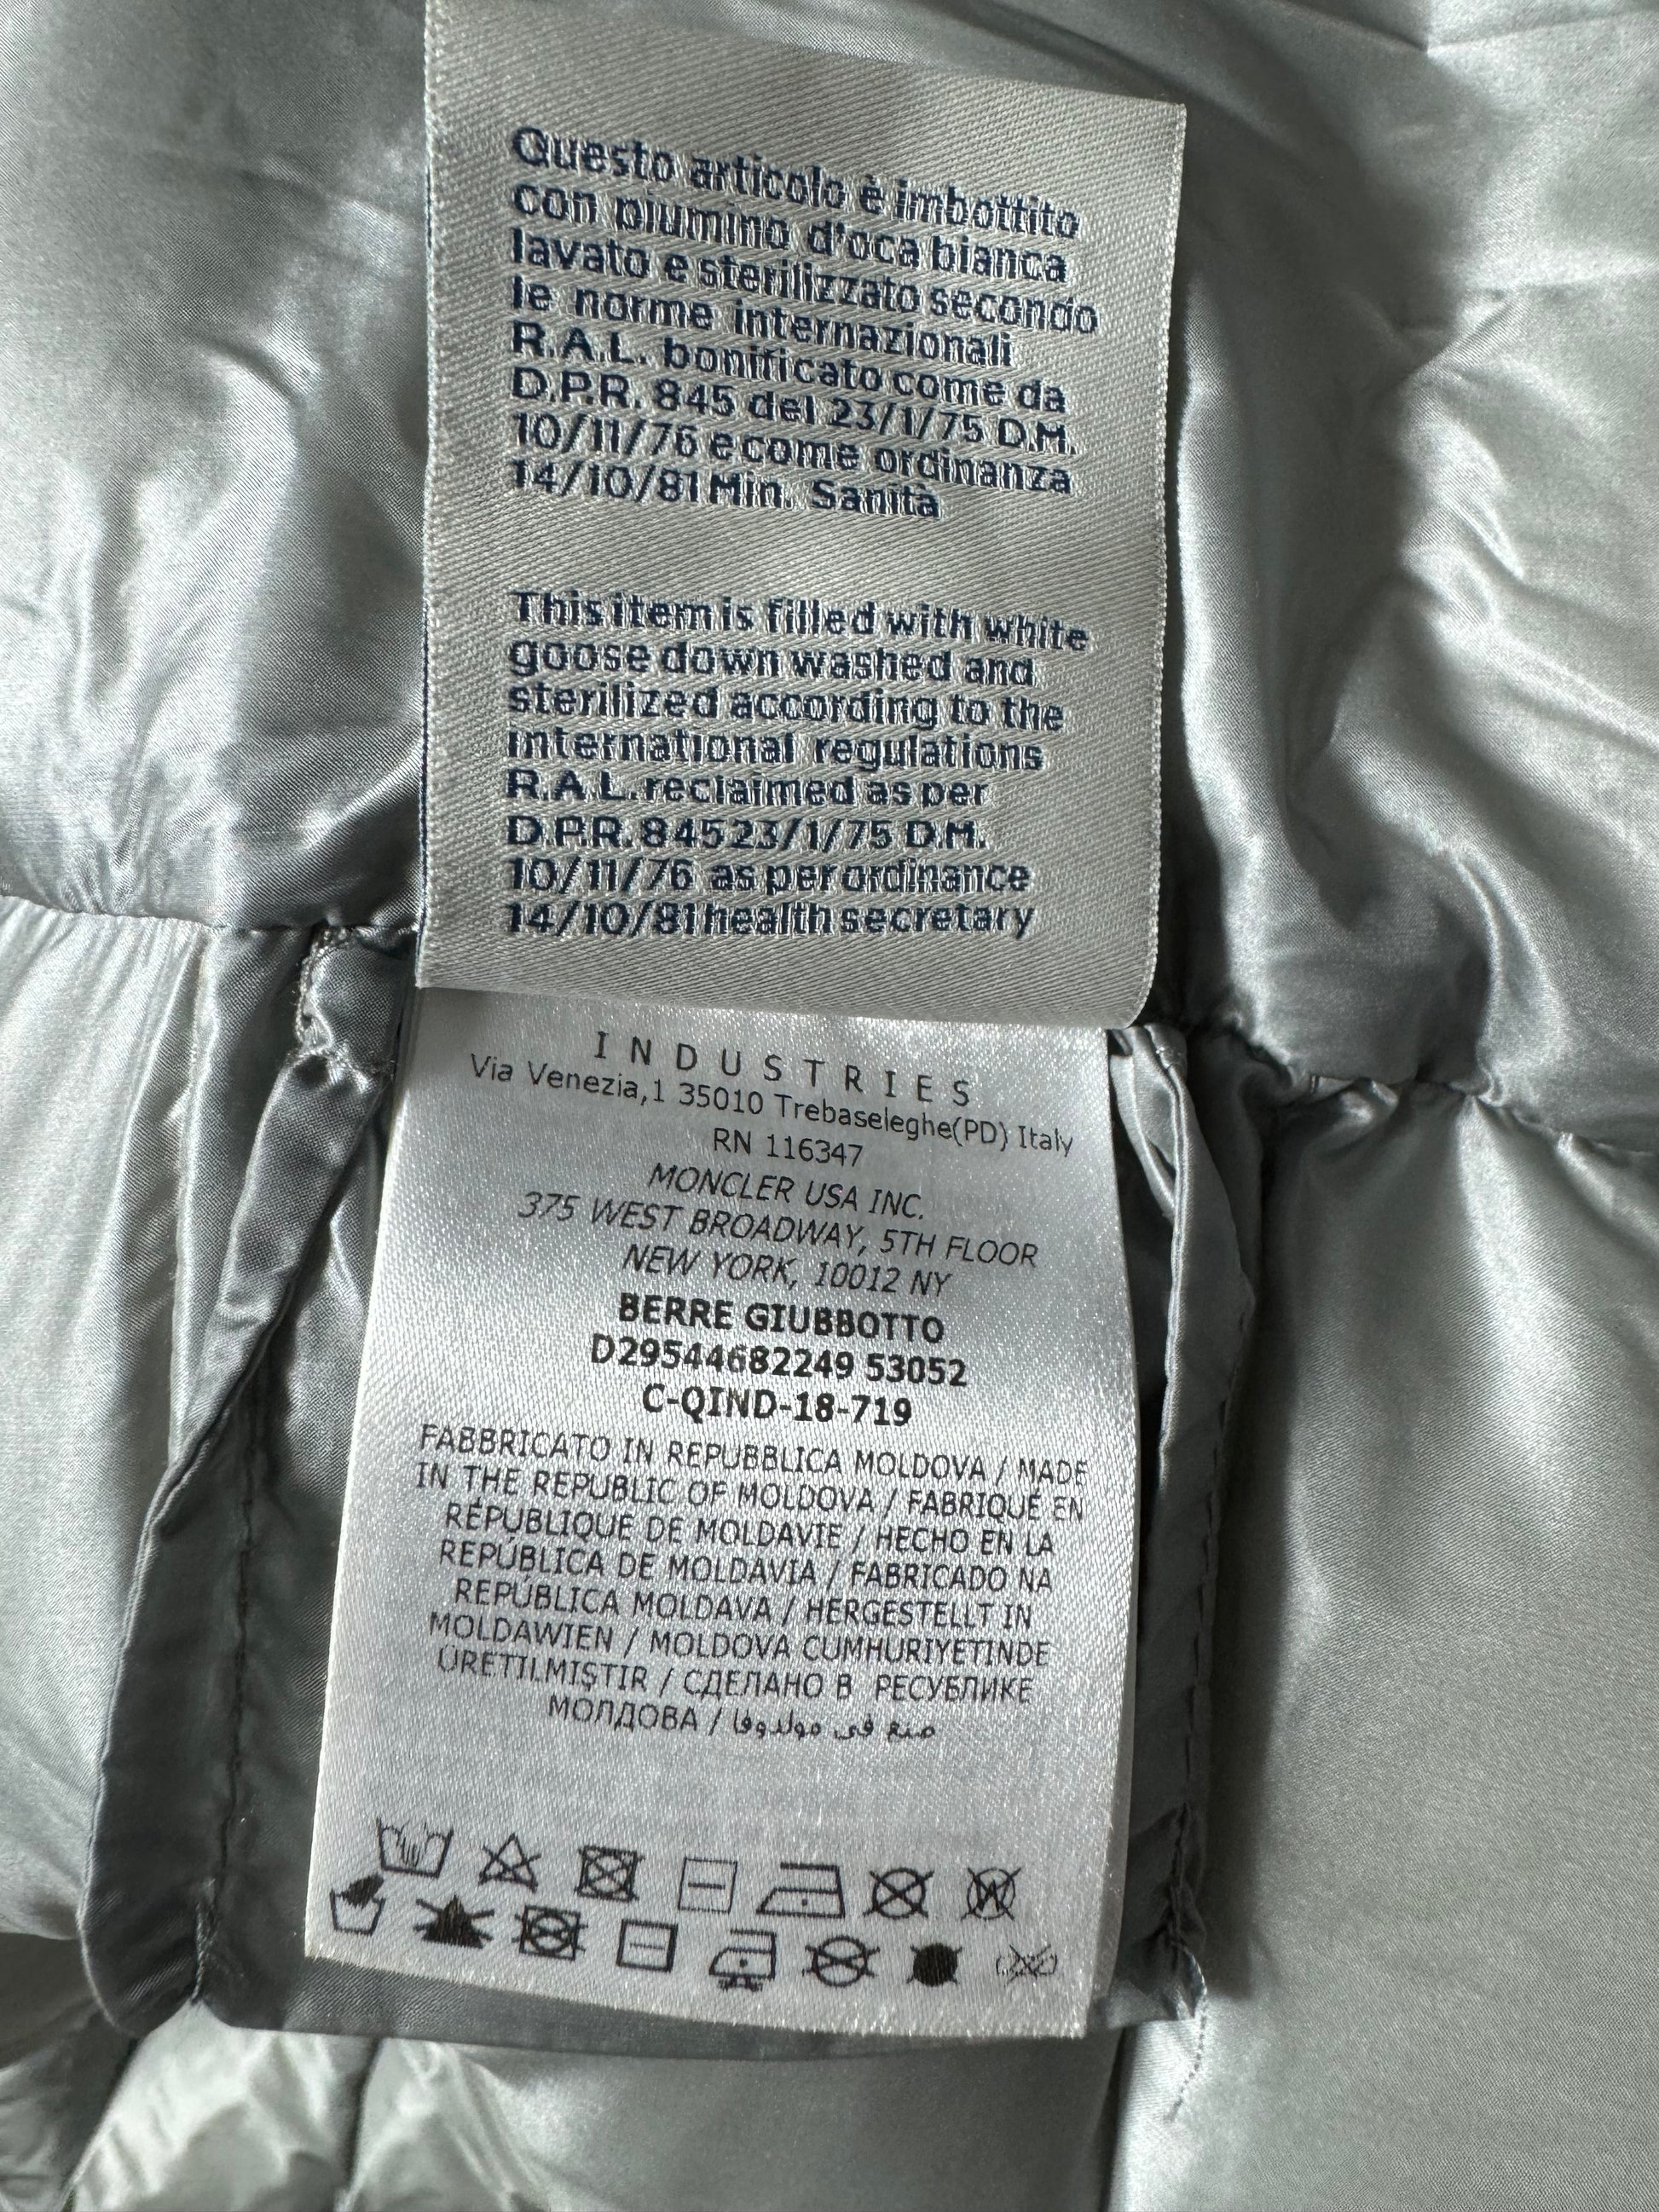 Questo articolo è imbottito
con piumino d'oca bianca
lavato e sterilizzato secondo
le norme internazionali
R.A.L. bonificato come da
D.P.R. 845 del 23/1/75 D.M.
10/11/76 e come ordinanza
14/10/81 Min. Sanità
This item is filled with white
goose down washed and
sterilized according to the
international regulations
R.A.L. reclaimed as per
D.P.R. 845 23/1/75 D.M.
10/11/76 as per ordinance
14/10/81 health secretary
INDUSTRIES
Via Venezia,1 35010 Trebaseleghe(PD) Italy
RN 116347
MONCLER USA INC.
375 WEST BROADWAY, 5TH FLOOR
NEW YORK, 10012 NY
BERRE GIUBBOTTO
D29544682249 53052
C-QIND-18-719
FABBRICATO IN REPUBBLICA MOLDOVA / MADE
IN THE REPUBLIC OF MOLDOVA / FABRIQUÉ EN
RÉPUBLIQUE DE MOLDAVIE / HECHO EN LA
REPÚBLICA DE MOLDAVIA / FABRICADO NA
REPÚBLICA MOLDAVA / HERGESTELLT IN
MOLDAWIEN / MOLDOVA CUMHURIYETINDE
ÜRETILMIŞTIR / СДЕЛАНО В РЕСУБЛИКЕ
МОЛДОВА / صنع في مولدوفا